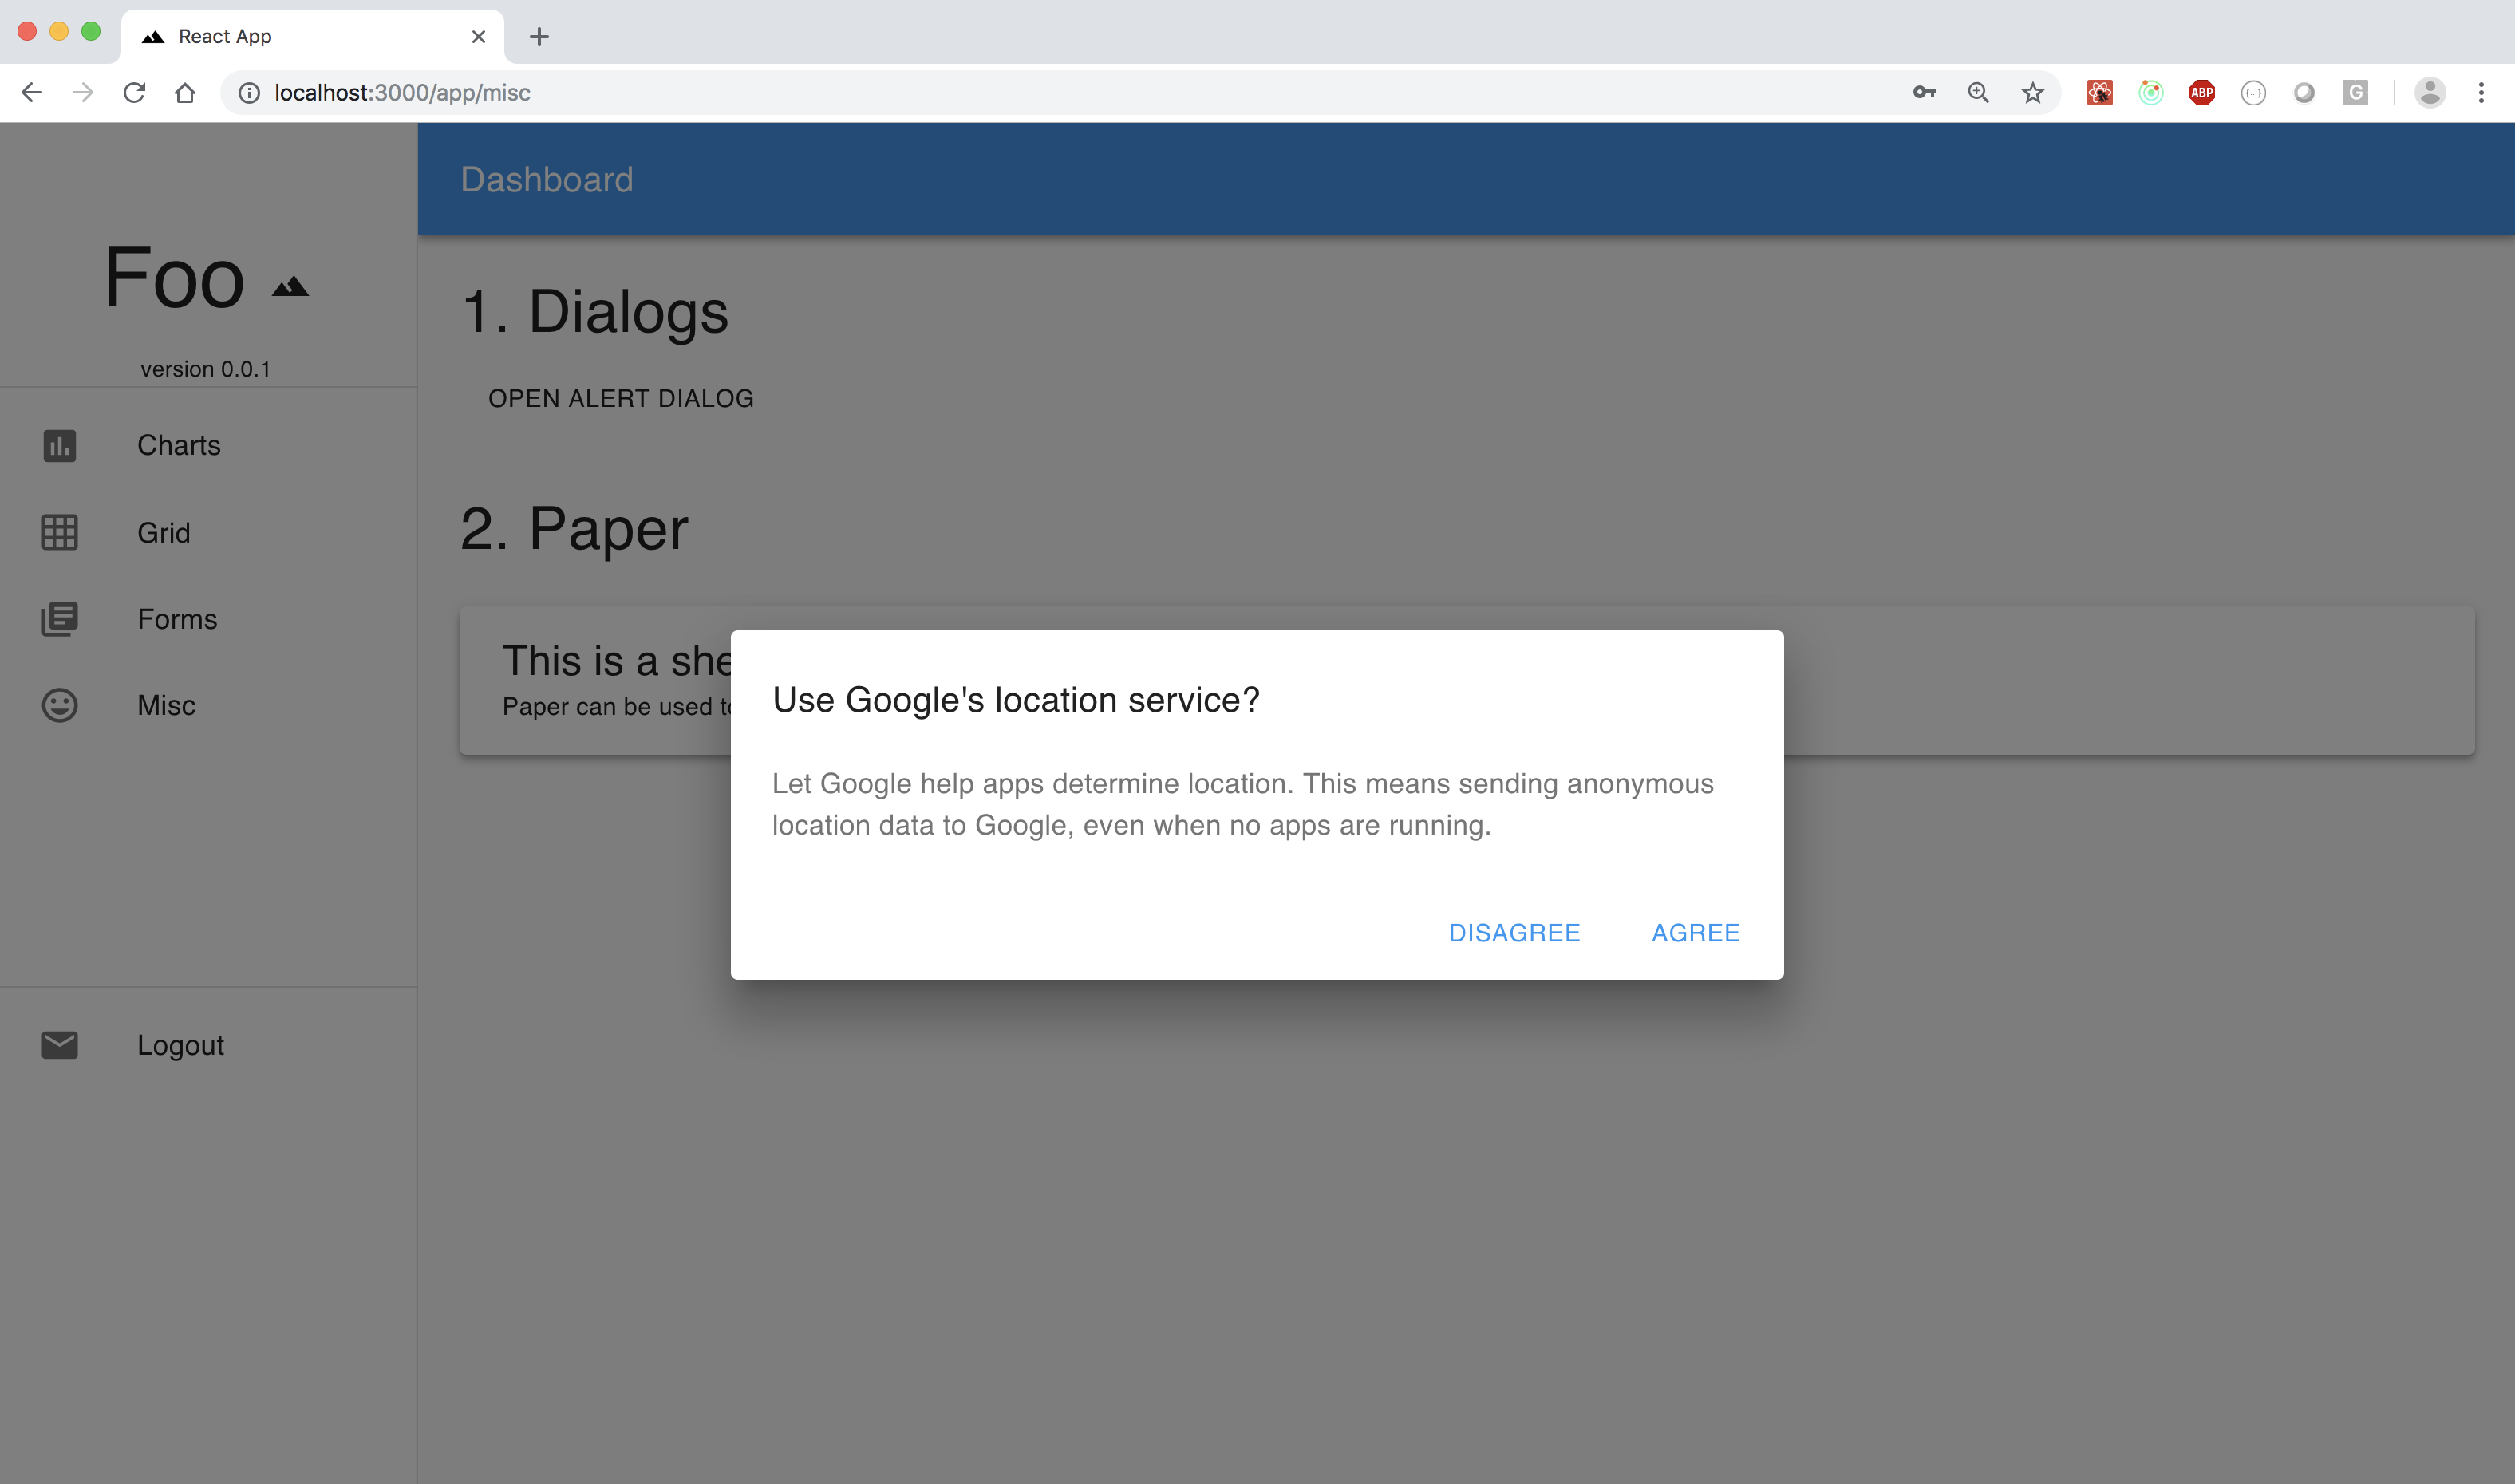 React App
localhost:3000/app/misc
ABP
{...}
G
Dashboard
Foo
version 0.0.1
Charts
Grid
Forms
Misc
Logout
1. Dialogs
OPEN ALERT DIALOG
2. Paper
This is a she
Paper can be used to
Use Google's location service?
Let Google help apps determine location. This means sending anonymous
location data to Google, even when no apps are running.
DISAGREE
AGREE